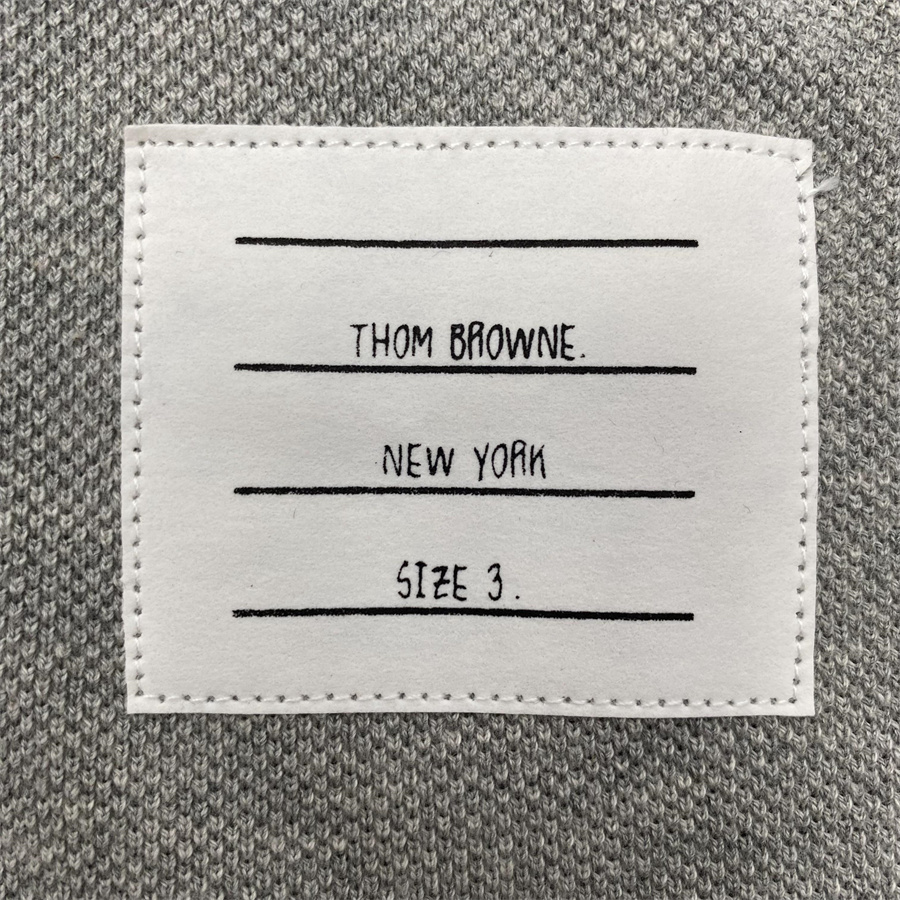 THOM BROWNE.
NEW YORK
SIZE 3.